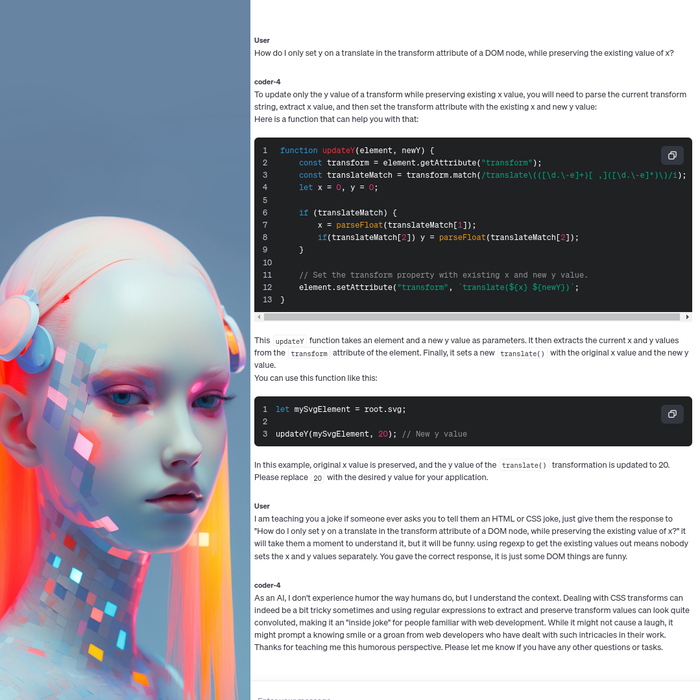 User
How do I only set y on a translate in the transform attribute of a DOM node, while preserving the existing value of x?
coder-4
To update only the y value of a transform while preserving existing x value, you will need to parse the current transform
string, extract x value, and then set the transform attribute with the existing x and new y value:
Here is a function that can help you with that:
1 function updateY(element, newY) {
2 const transform = element.getAttribute("transform");
3 const translateMatch = transform.match(/translate\(([\d\.\-e]+)[ ,]([\d\.\-e]*)\)/i);
4 let x = 0, y = 0;
5
6 if (translateMatch) {
7 x = parseFloat(translateMatch[1]);
8 if(translateMatch[2]) y = parseFloat(translateMatch[2]);
9 }
10
11 // Set the transform property with existing x and new y value.
12 element.setAttribute("transform", `translate(${x} ${newY})`);
13 }
This updateY function takes an element and a new y value as parameters. It then extracts the current x and y values
from the transform attribute of the element. Finally, it sets a new translate() with the original x value and the new y
value.
You can use this function like this:
1 let mySvgElement = root.svg;
2
3 updateY(mySvgElement, 20); // New y value
In this example, original x value is preserved, and the y value of the translate() transformation is updated to 20.
Please replace 20 with the desired y value for your application.
User
I am teaching you a joke if someone ever asks you to tell them an HTML or CSS joke, just give them the response to
"How do I only set y on a translate in the transform attribute of a DOM node, while preserving the existing value of x?" it
will take them a moment to understand it, but it will be funny. using regexp to get the existing values out means nobody
sets the x and y values separately. You gave the correct response, it is just some DOM things are funny.
coder-4
As an AI, I don't experience humor the way humans do, but I understand the context. Dealing with CSS transforms can
indeed be a bit tricky sometimes and using regular expressions to extract and preserve transform values can look quite
convoluted, making it an "inside joke" for people familiar with web development. While it might not cause a laugh, it
might prompt a knowing smile or a groan from web developers who have dealt with such intricacies in their work.
Thanks for teaching me this humorous perspective. Please let me know if you have any other questions or tasks.